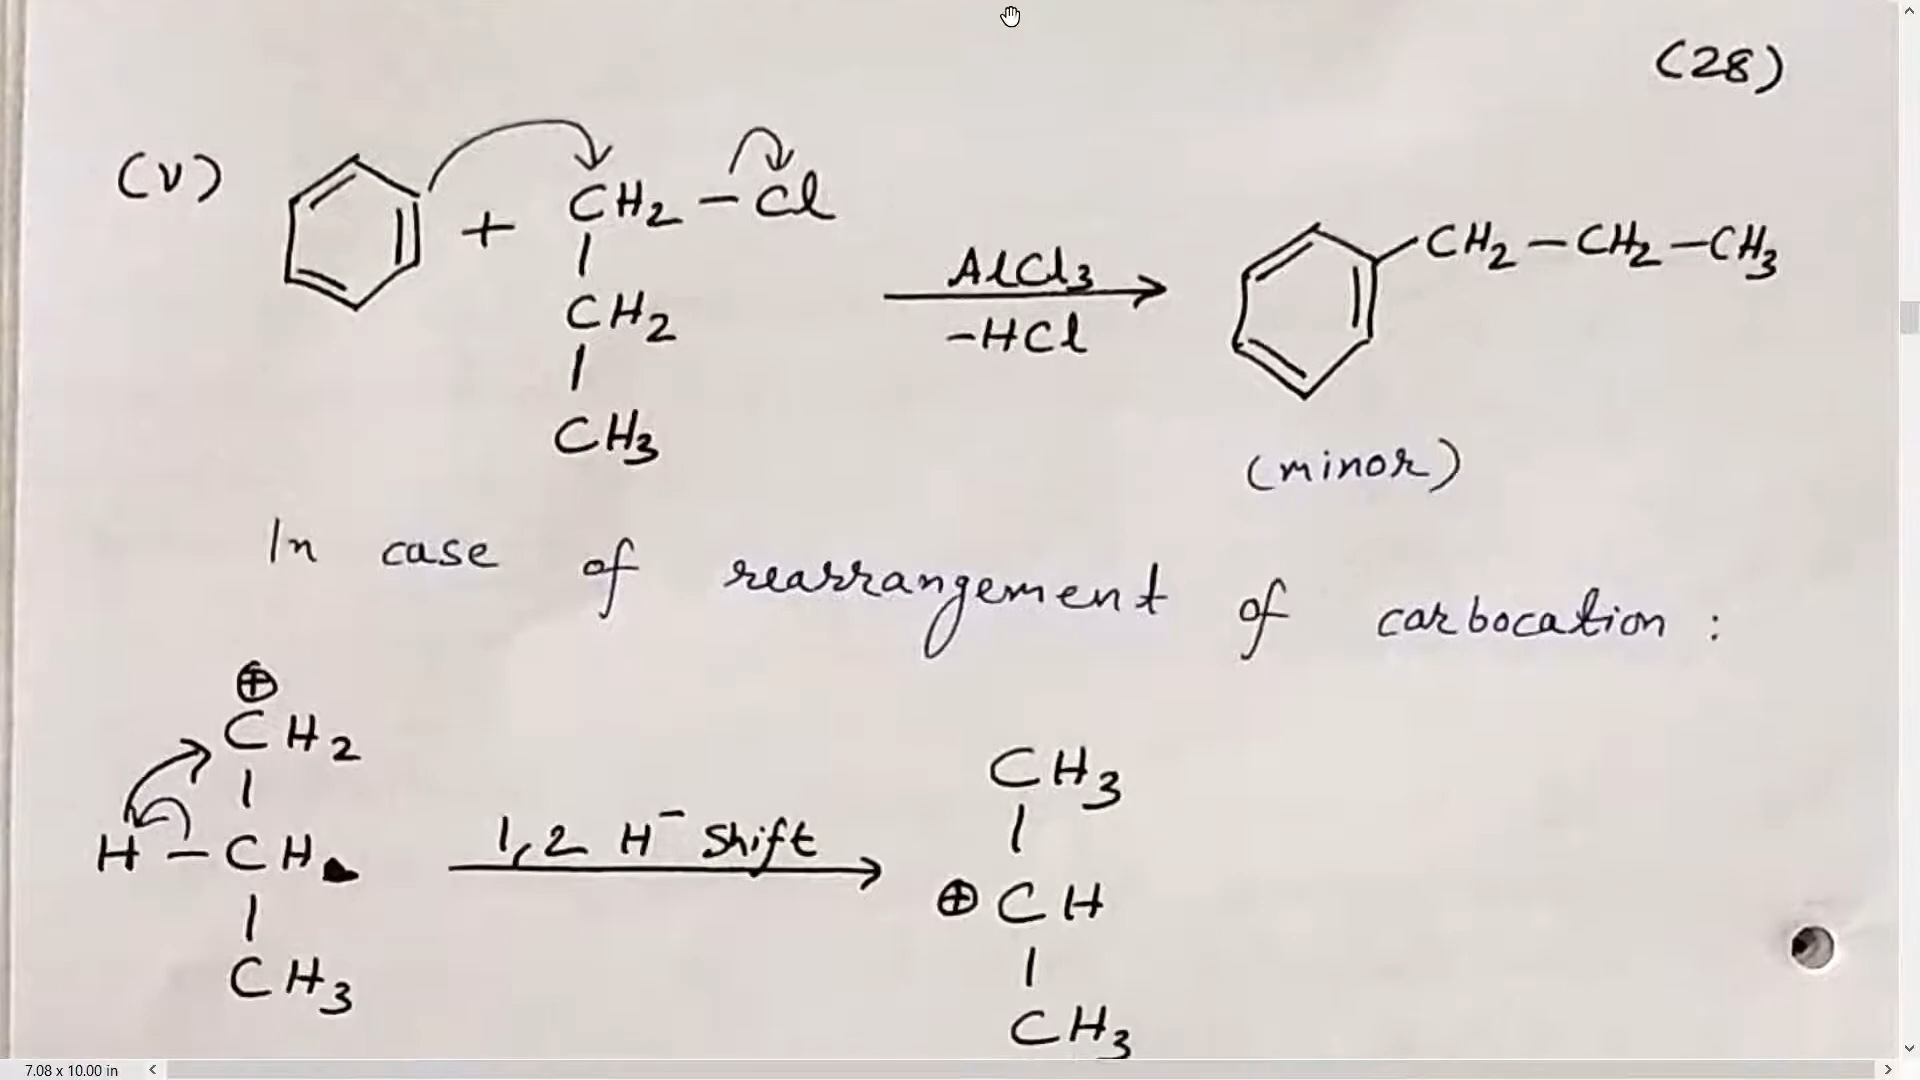 (28)
(v) + CH2 – Cl
CH2
CH3
AlCl3
-HCl
CH2 – CH2 – CH3
(minor)
In case of rearrangement of carbocation :
⊕
CH2
H – CH
CH3
1,2 H⁻ Shift
CH3
⊕ CH
CH3
7.08 x 10.00 in